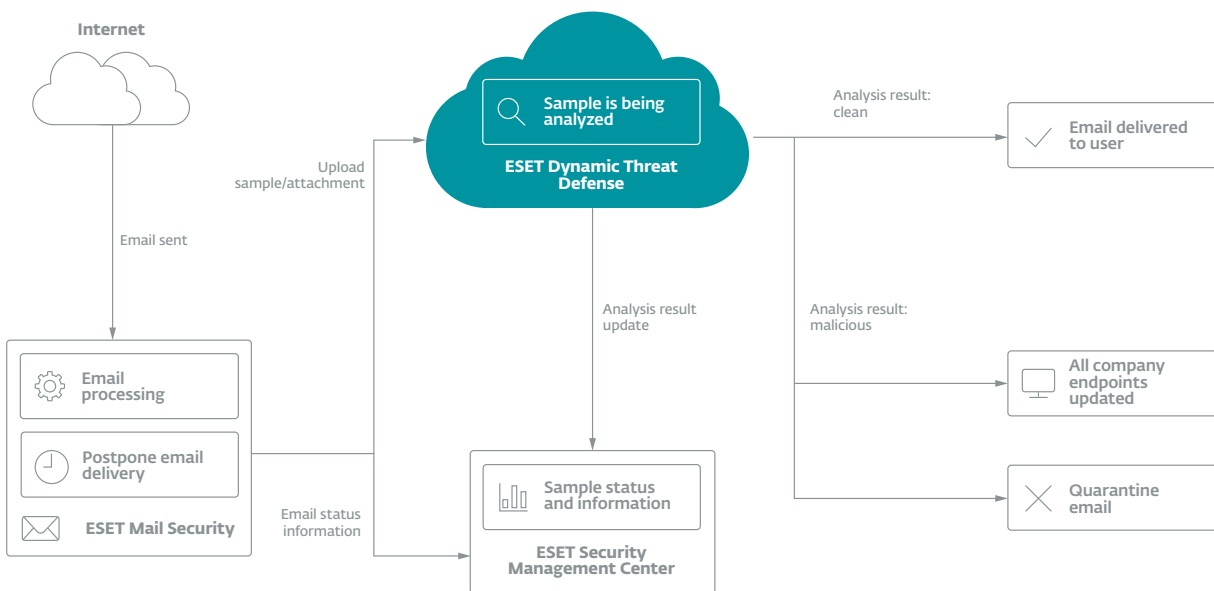 Internet
Email sent
Email
processing
Postpone email
delivery
ESET Mail Security
Upload
sample/attachment
Email status
information
Sample is being
analyzed
ESET Dynamic Threat
Defense
Analysis result
update
Sample status
and information
ESET Security
Management Center
Analysis result:
clean
Email delivered
to user
Analysis result:
malicious
All company
endpoints
updated
Quarantine
email